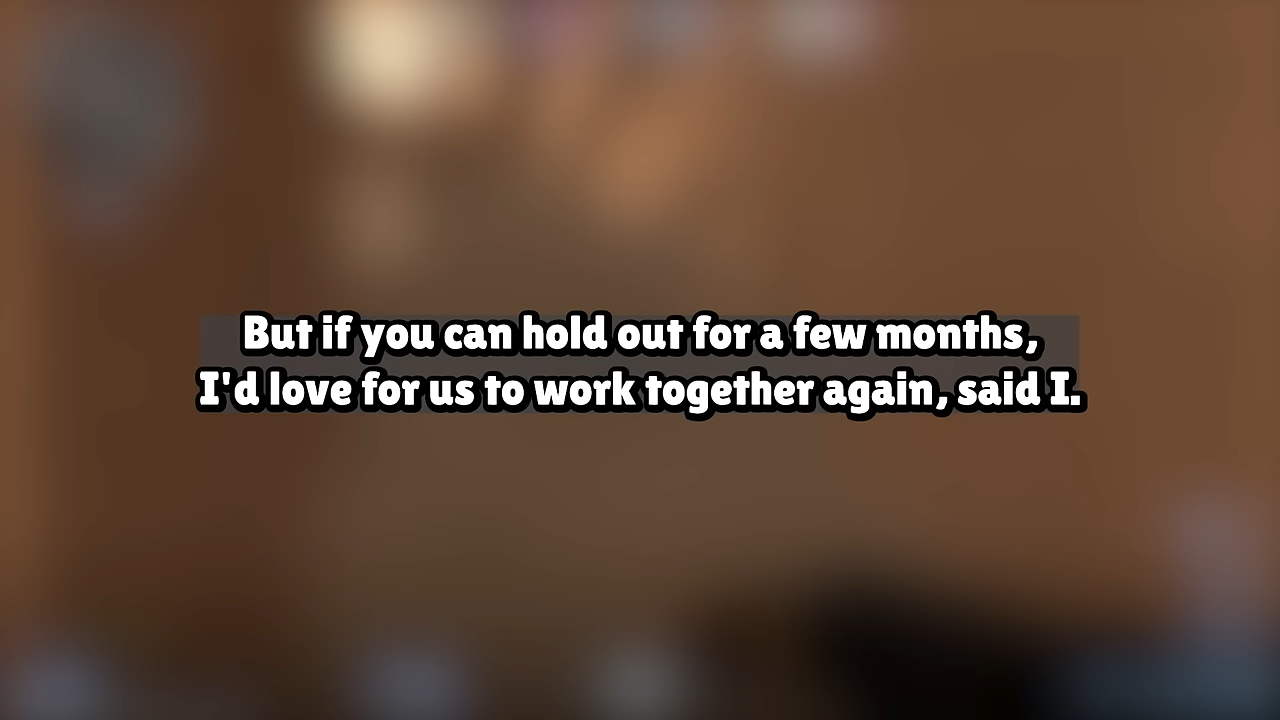 But if you can hold out for a few months,
I'd love for us to work together again, said I.